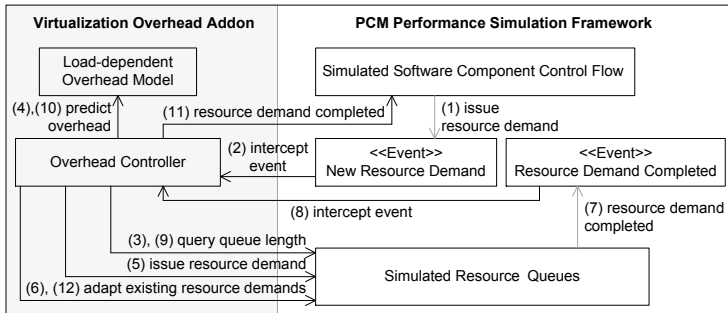 Virtualization Overhead Addon
PCM Performance Simulation Framework
Load-dependent
Overhead Model
Simulated Software Component Control Flow
(4),(10) predict
overhead
(11) resource demand completed
(1) issue
resource demand
Overhead Controller
(2) intercept
event
<<Event>>
New Resource Demand
<<Event>>
Resource Demand Completed
(8) intercept event
(7) resource demand
completed
(3), (9) query queue length
(5) issue resource demand
(6), (12) adapt existing resource demands
Simulated Resource Queues